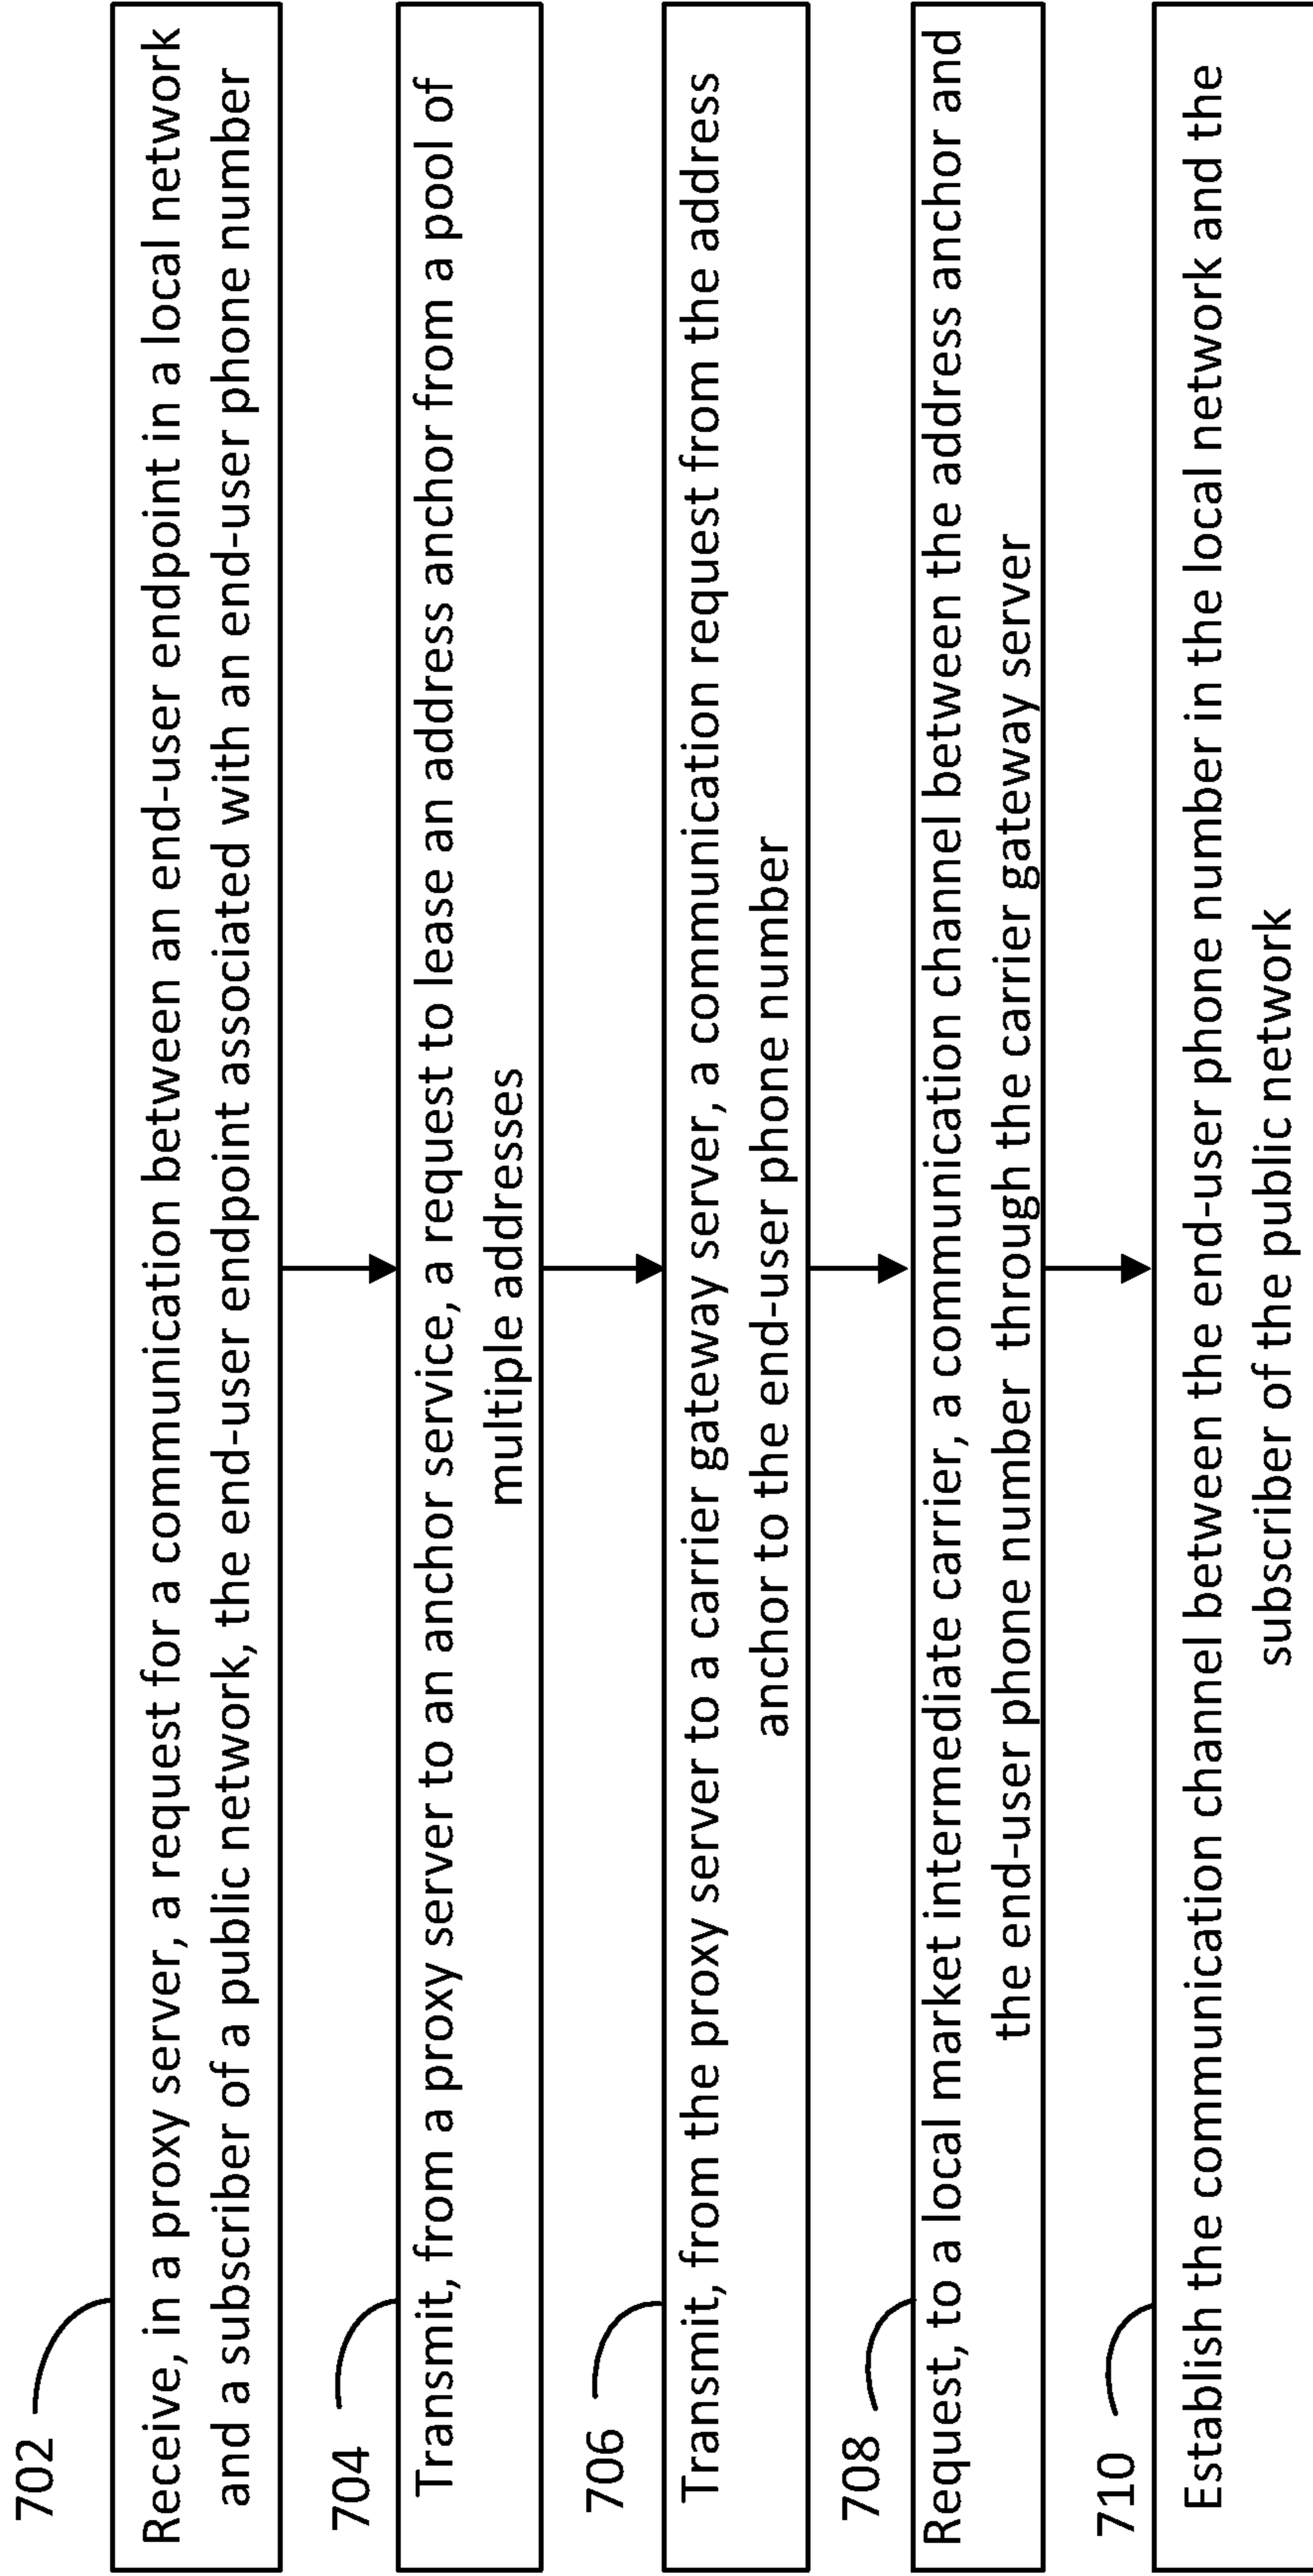 702
Receive, in a proxy server, a request for a communication between an end-user endpoint in a local network
and a subscriber of a public network, the end-user endpoint associated with an end-user phone number
704
Transmit, from a proxy server to an anchor service, a request to lease an address anchor from a pool of
multiple addresses
706
Transmit, from the proxy server to a carrier gateway server, a communication request from the address
anchor to the end-user phone number
708
Request, to a local market intermediate carrier, a communication channel between the address anchor and
the end-user phone number through the carrier gateway server
710
Establish the communication channel between the end-user phone number in the local network and the
subscriber of the public network